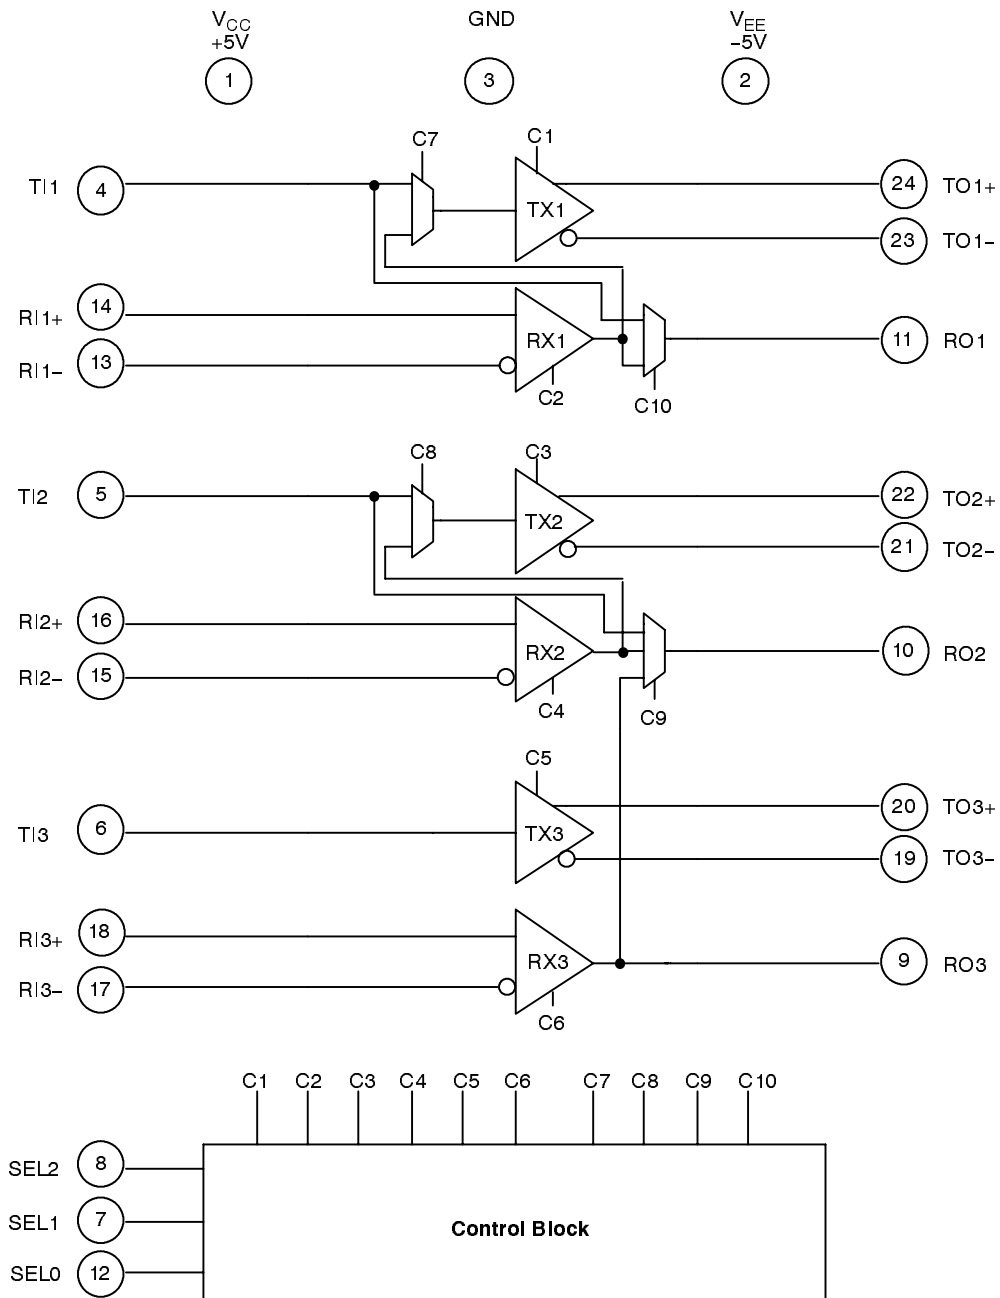 VCC GND VEE
+5V −5V
1 3 2
C7 C1
TI1 4 TX1 24 TO1+
23 TO1−
RI1+ 14 RX1 11 RO1
RI1− 13
C2 C10
C8 C3
TI2 5 TX2 22 TO2+
21 TO2−
RI2+ 16 RX2 10 RO2
RI2− 15
C4 C9
C5
TI3 6 TX3 20 TO3+
19 TO3−
RI3+ 18 RX3 9 RO3
RI3− 17
C6
C1 C2 C3 C4 C5 C6 C7 C8 C9 C10
SEL2 8
SEL1 7 Control Block
SEL0 12